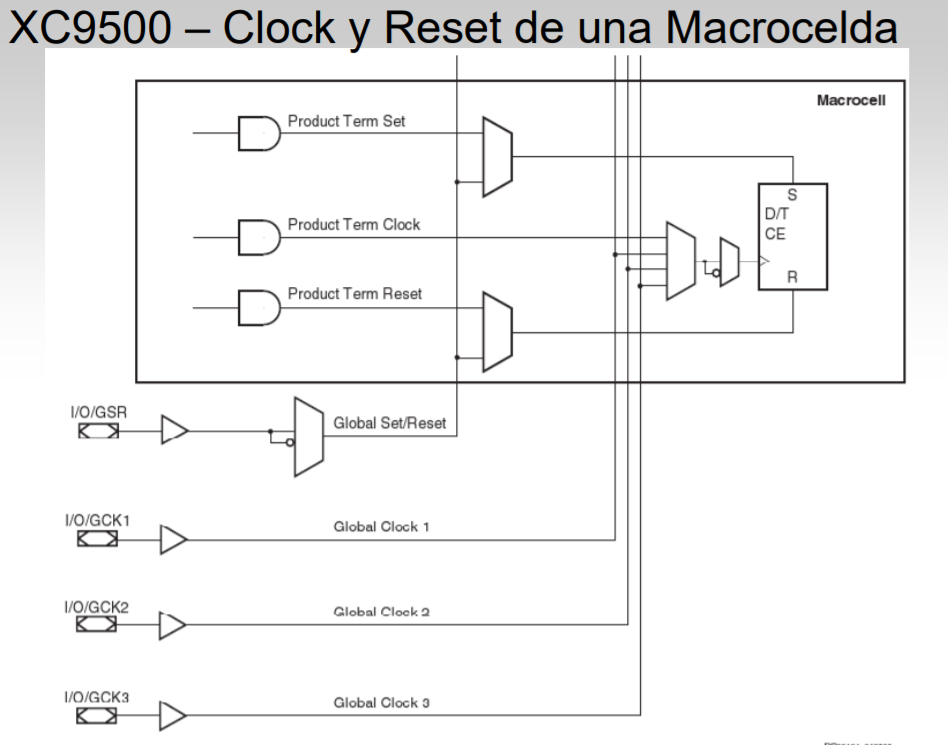 XC9500 – Clock y Reset de una Macrocelda
Macrocell
Product Term Set
S
D/T
CE
Product Term Clock
R
Product Term Reset
I/O/GSR
Global Set/Reset
I/O/GCK1
Global Clock 1
I/O/GCK2
Global Clock 2
I/O/GCK3
Global Clock 3